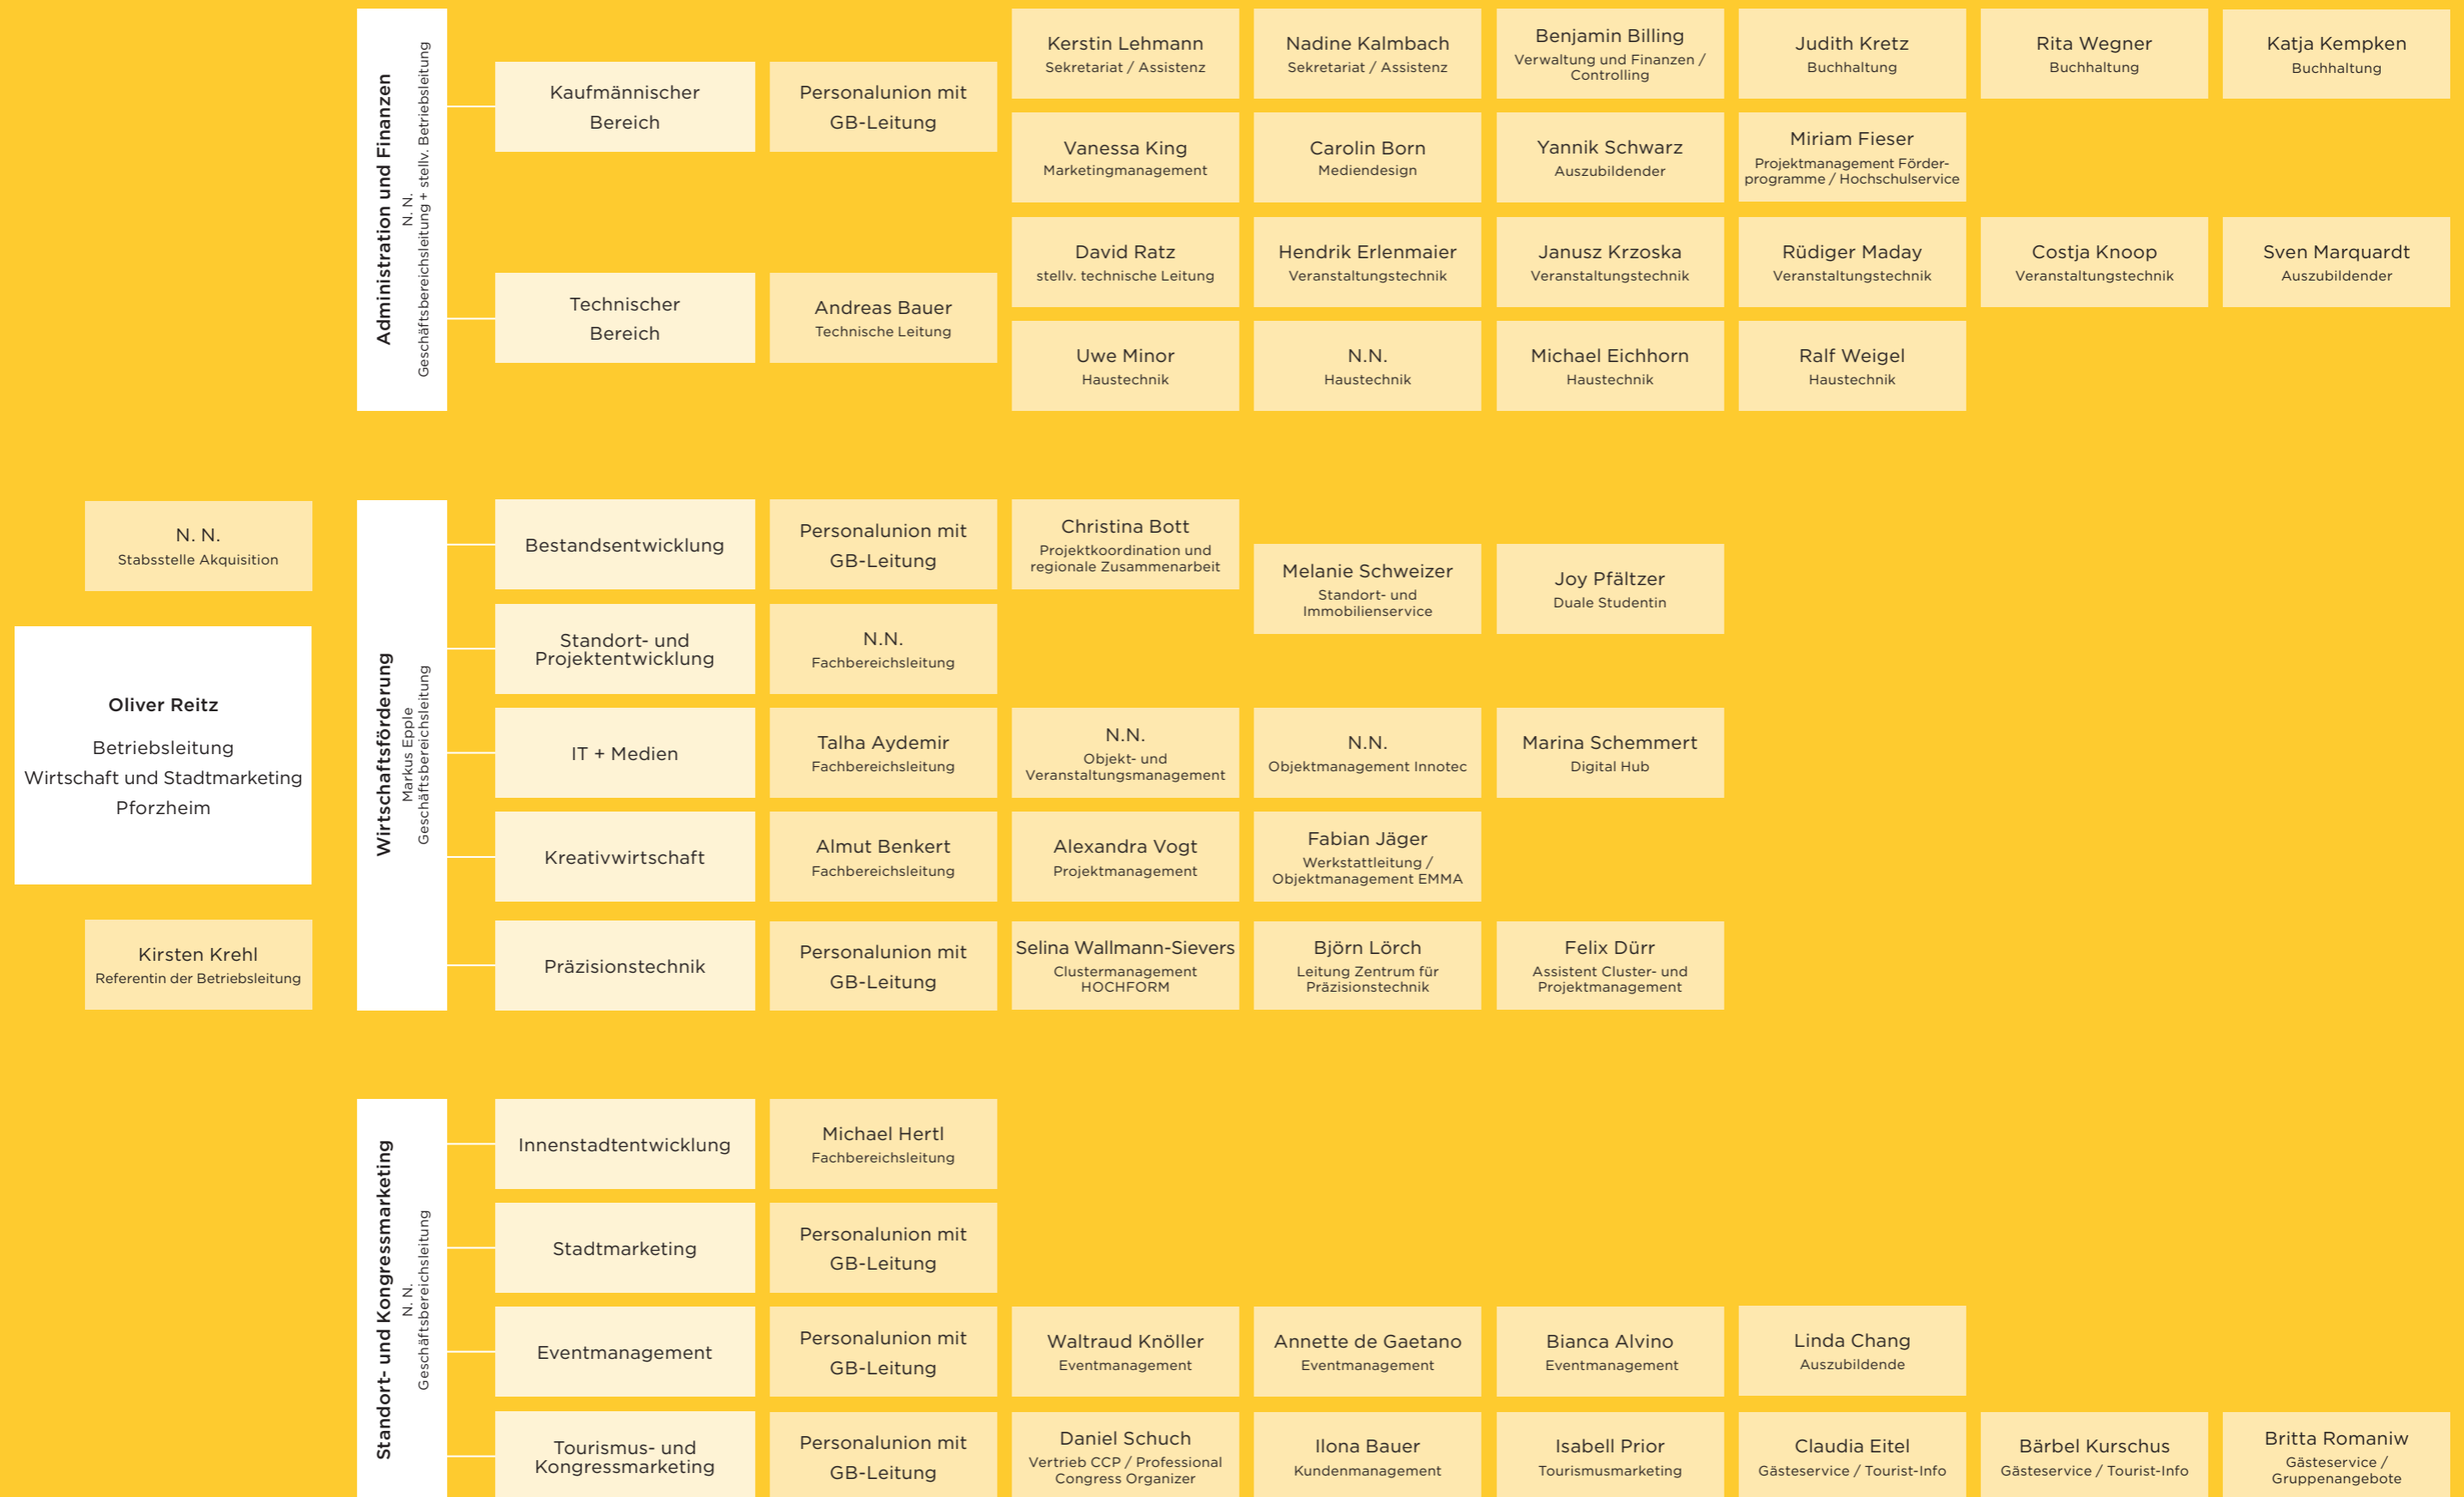 Administration und Finanzen
N. N.
Geschäftsbereichsleitung + stellv. Betriebsleitung
Kaufmännischer
Bereich
Personalunion mit
GB-Leitung
Kerstin Lehmann
Sekretariat / Assistenz
Nadine Kalmbach
Sekretariat / Assistenz
Benjamin Billing
Verwaltung und Finanzen /
Controlling
Judith Kretz
Buchhaltung
Rita Wegner
Buchhaltung
Katja Kempken
Buchhaltung
Vanessa King
Marketingmanagement
Carolin Born
Mediendesign
Yannik Schwarz
Auszubildender
Miriam Fieser
Projektmanagement Förder-
programme / Hochschulservice
Technischer
Bereich
Andreas Bauer
Technische Leitung
David Ratz
stellv. technische Leitung
Hendrik Erlenmaier
Veranstaltungstechnik
Janusz Krzoska
Veranstaltungstechnik
Rüdiger Maday
Veranstaltungstechnik
Costja Knoop
Veranstaltungstechnik
Sven Marquardt
Auszubildender
Uwe Minor
Haustechnik
N.N.
Haustechnik
Michael Eichhorn
Haustechnik
Ralf Weigel
Haustechnik
N. N.
Stabsstelle Akquisition
Oliver Reitz
Betriebsleitung
Wirtschaft und Stadtmarketing
Pforzheim
Kirsten Krehl
Referentin der Betriebsleitung
Wirtschaftsförderung
Markus Epple
Geschäftsbereichsleitung
Bestandsentwicklung
Personalunion mit
GB-Leitung
Christina Bott
Projektkoordination und
regionale Zusammenarbeit
Melanie Schweizer
Standort- und
Immobilienservice
Joy Pfältzer
Duale Studentin
Standort- und
Projektentwicklung
N.N.
Fachbereichsleitung
IT + Medien
Talha Aydemir
Fachbereichsleitung
N.N.
Objekt- und
Veranstaltungsmanagement
N.N.
Objektmanagement Innotec
Marina Schemmert
Digital Hub
Kreativwirtschaft
Almut Benkert
Fachbereichsleitung
Alexandra Vogt
Projektmanagement
Fabian Jäger
Werkstattleitung /
Objektmanagement EMMA
Präzisionstechnik
Personalunion mit
GB-Leitung
Selina Wallmann-Sievers
Clustermanagement
HOCHFORM
Björn Lörch
Leitung Zentrum für
Präzisionstechnik
Felix Dürr
Assistent Cluster- und
Projektmanagement
Standort- und Kongressmarketing
N. N.
Geschäftsbereichsleitung
Innenstadtentwicklung
Michael Hertl
Fachbereichsleitung
Stadtmarketing
Personalunion mit
GB-Leitung
Eventmanagement
Personalunion mit
GB-Leitung
Waltraud Knöller
Eventmanagement
Annette de Gaetano
Eventmanagement
Bianca Alvino
Eventmanagement
Linda Chang
Auszubildende
Tourismus- und
Kongressmarketing
Personalunion mit
GB-Leitung
Daniel Schuch
Vertrieb CCP / Professional
Congress Organizer
Ilona Bauer
Kundenmanagement
Isabell Prior
Tourismusmarketing
Claudia Eitel
Gästeservice / Tourist-Info
Bärbel Kurschus
Gästeservice / Tourist-Info
Britta Romaniw
Gästeservice /
Gruppenangebote